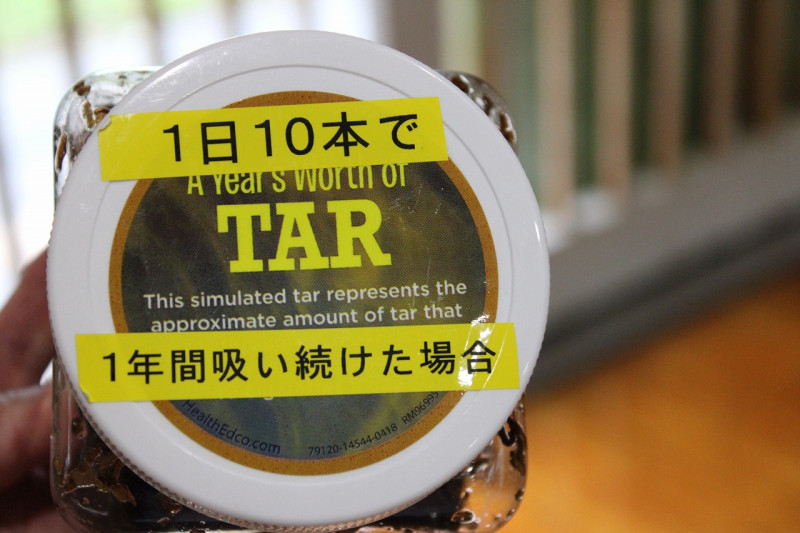 1日10本で
A Year's Worth of
TAR
This simulated tar represents the
approximate amount of tar that
1年間吸い続けた場合
HealthEdco.com
79120-14544-0418